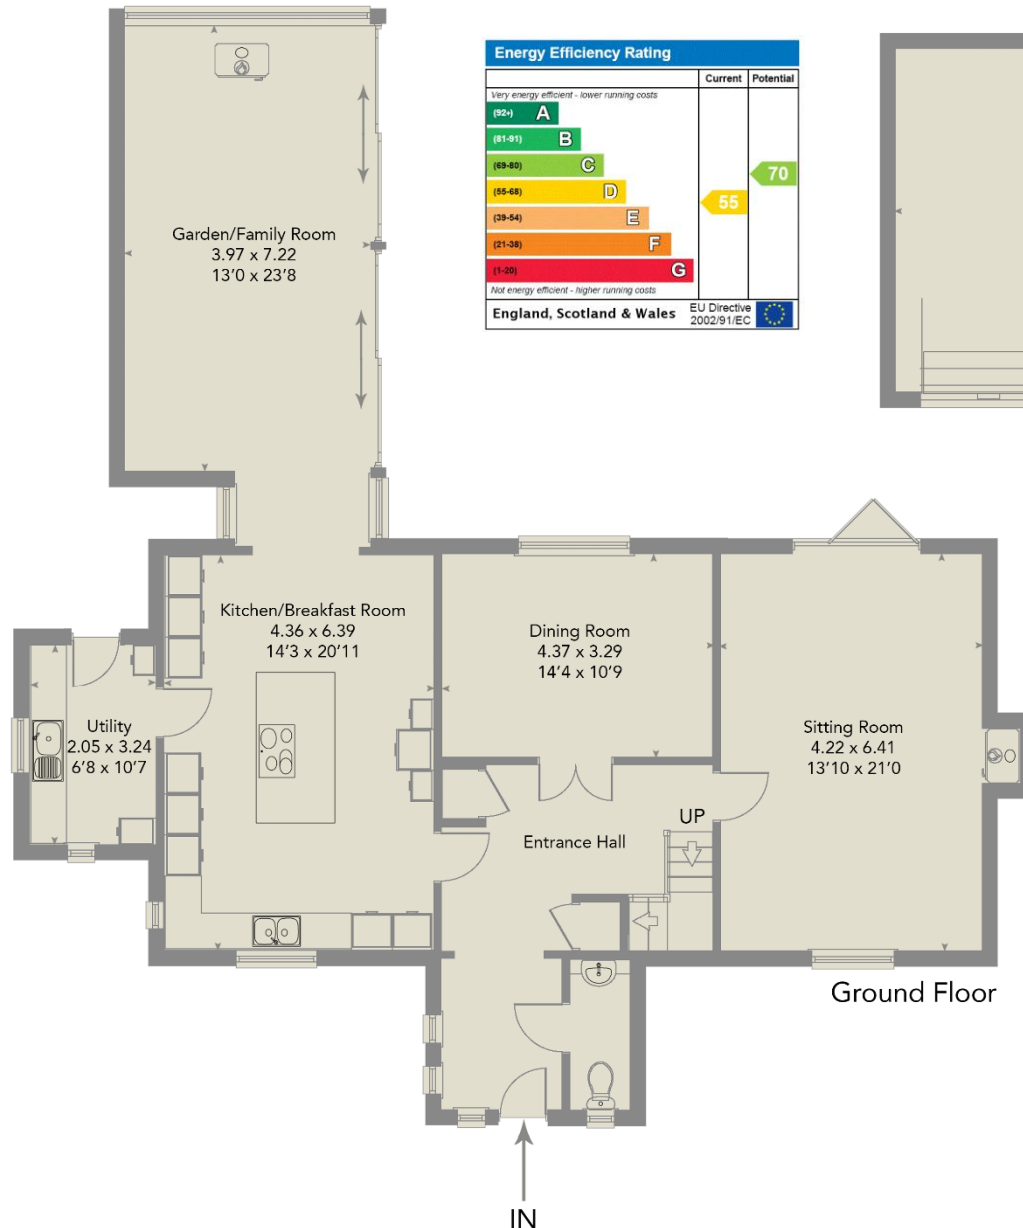 Energy Efficiency Rating
Current Potential
Very energy efficient - lower running costs
(92+) A
(81-91) B
(69-80) C
70
(55-68) D
55
(39-54) E
(21-38) F
(1-20) G
Not energy efficient - higher running costs
England, Scotland & Wales
EU Directive
2002/91/EC
Garden/Family Room
3.97 x 7.22
13'0 x 23'8
Kitchen/Breakfast Room
4.36 x 6.39
14'3 x 20'11
Dining Room
4.37 x 3.29
14'4 x 10'9
Utility
2.05 x 3.24
6'8 x 10'7
Sitting Room
4.22 x 6.41
13'10 x 21'0
UP
Entrance Hall
Ground Floor
IN